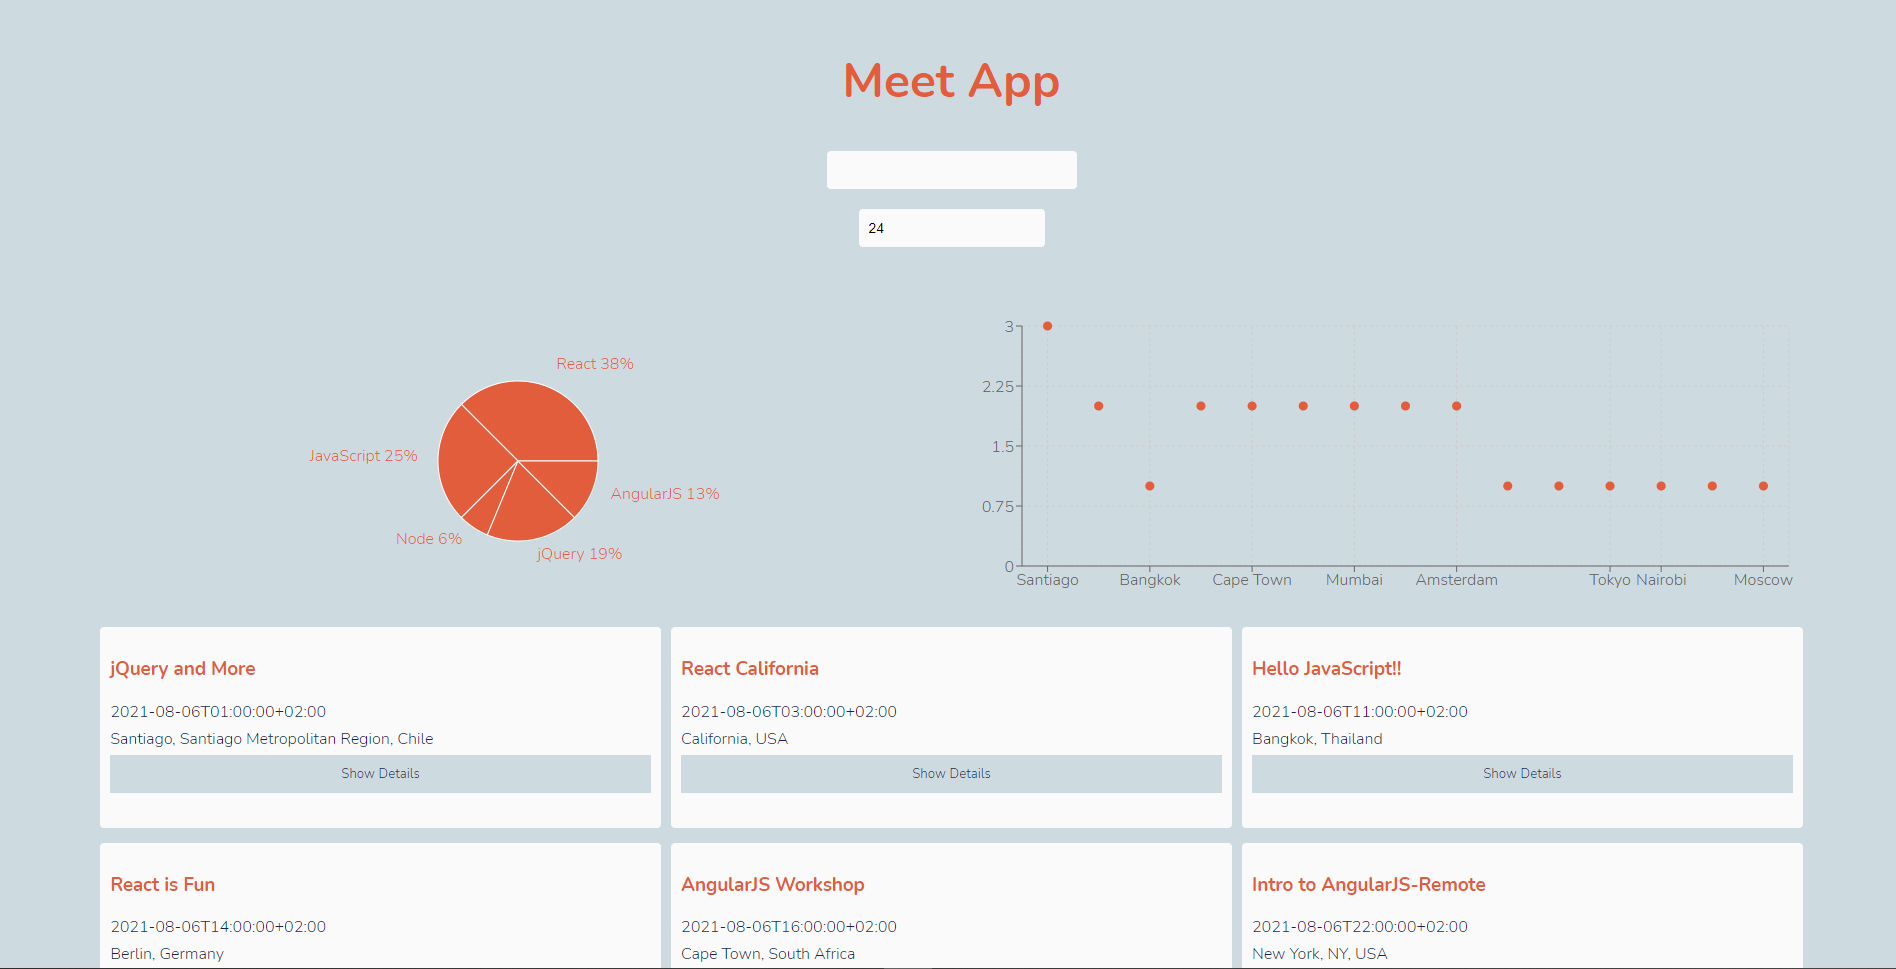 Meet App
24
React 38%
JavaScript 25%
AngularJS 13%
Node 6%
jQuery 19%
3
2.25
1.5
0.75
0
Santiago Bangkok Cape Town Mumbai Amsterdam Tokyo Nairobi Moscow
jQuery and More
2021-08-06T01:00:00+02:00
Santiago, Santiago Metropolitan Region, Chile
Show Details
React California
2021-08-06T03:00:00+02:00
California, USA
Show Details
Hello JavaScript!!
2021-08-06T11:00:00+02:00
Bangkok, Thailand
Show Details
React is Fun
2021-08-06T14:00:00+02:00
Berlin, Germany
AngularJS Workshop
2021-08-06T16:00:00+02:00
Cape Town, South Africa
Intro to AngularJS-Remote
2021-08-06T22:00:00+02:00
New York, NY, USA